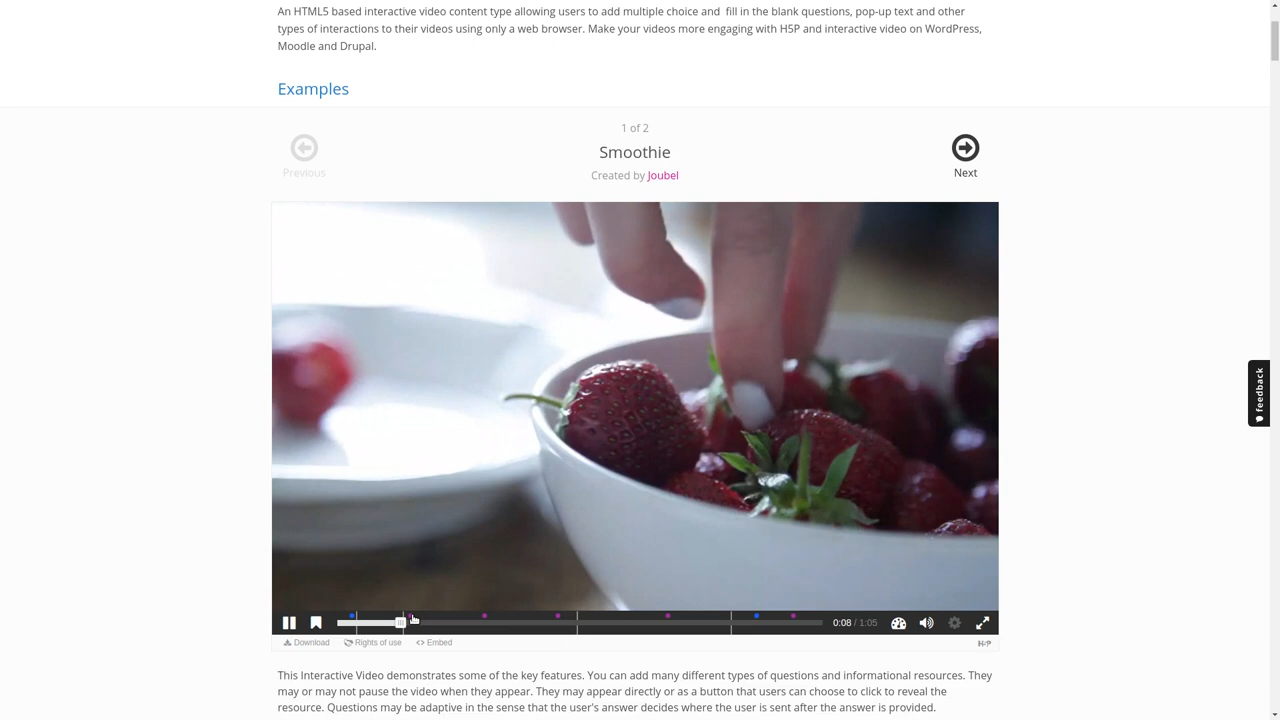 An HTML5 based interactive video content type allowing users to add multiple choice and  fill in the blank questions, pop-up text and other
types of interactions to their videos using only a web browser. Make your videos more engaging with H5P and interactive video on WordPress,
Moodle and Drupal.
Examples
1 of 2
Previous
Smoothie
Next
Created by Joubel
feedback
0:08 / 1:05
Download
Rights of use
<> Embed
H-P
This Interactive Video demonstrates some of the key features. You can add many different types of questions and informational resources. They
may or may not pause the video when they appear. They may appear directly or as a button that users can choose to click to reveal the
resource. Questions may be adaptive in the sense that the user's answer decides where the user is sent after the answer is provided.